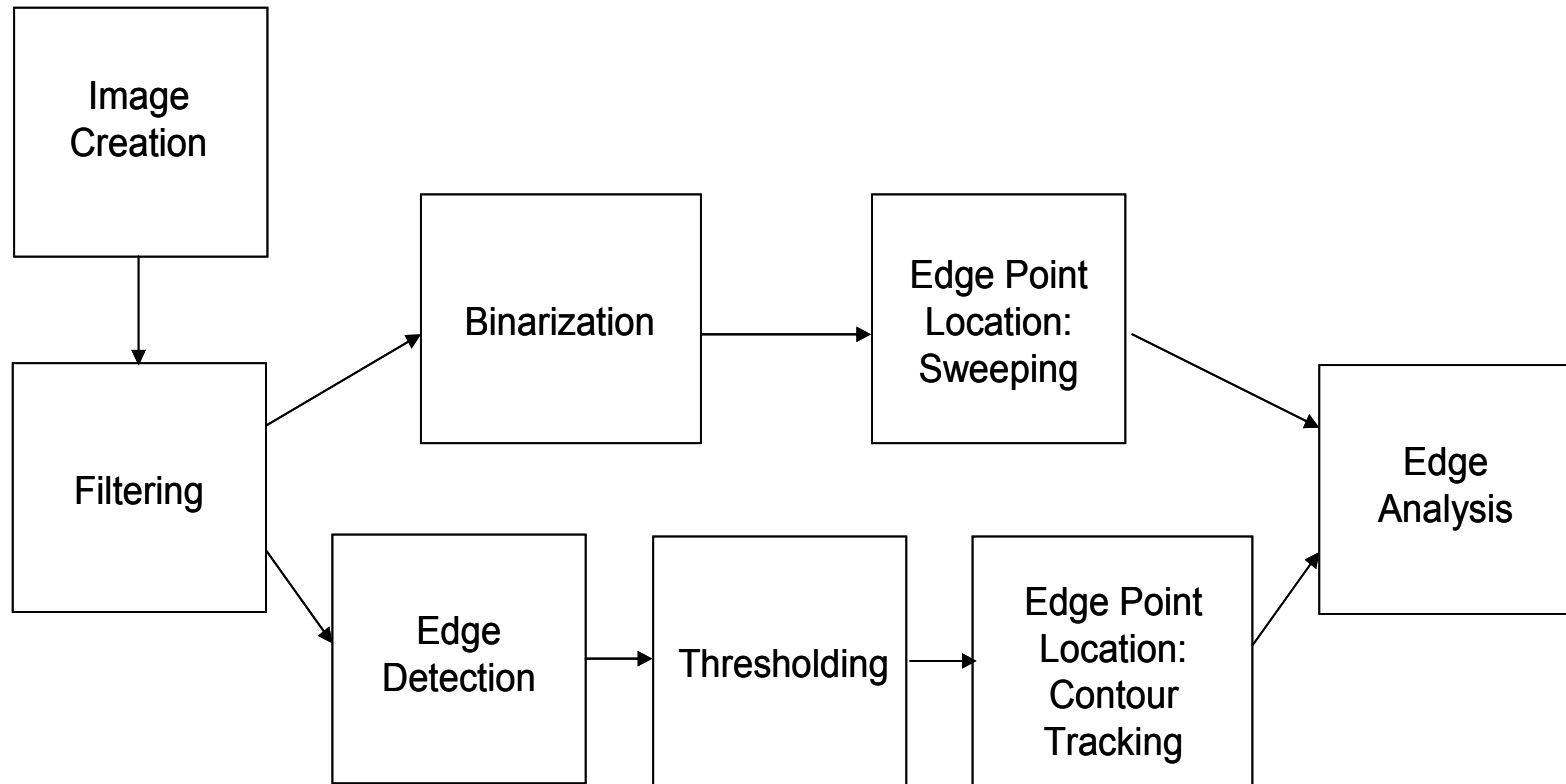 Image
Creation
Filtering
Binarization
Edge Point
Location:
Sweeping
Edge
Detection
Thresholding
Edge Point
Location:
Contour
Tracking
Edge
Analysis